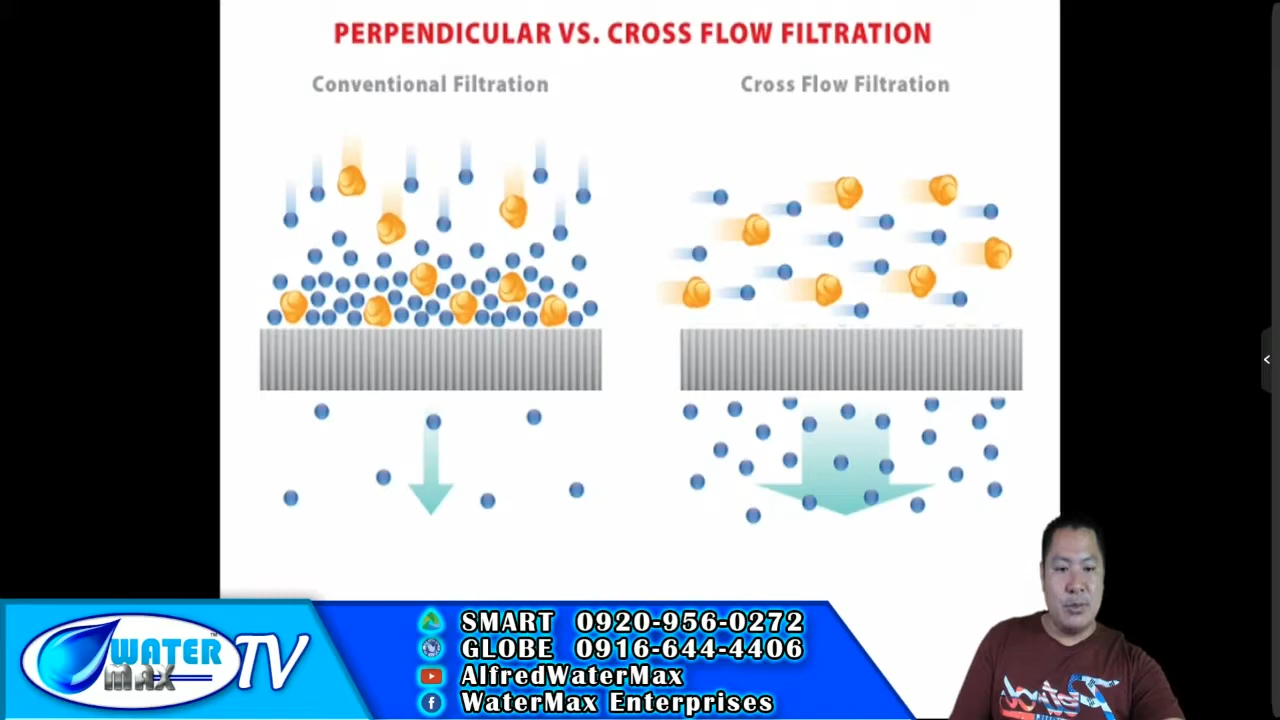 PERPENDICULAR VS. CROSS FLOW FILTRATION
Conventional Filtration
Cross Flow Filtration
WATER
MAX
TV
SMART 0920-956-0272
GLOBE 0916-644-4406
AlfredWaterMax
WaterMax Enterprises